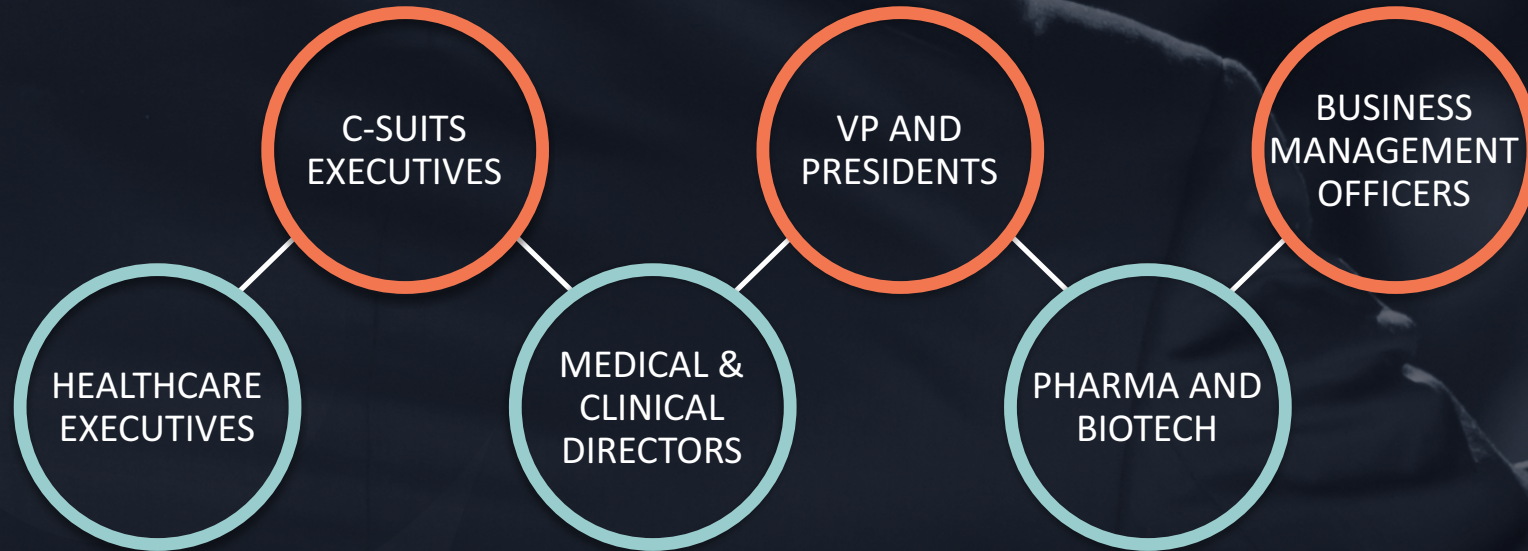 HEALTHCARE
EXECUTIVES
C-SUITS
EXECUTIVES
MEDICAL &
CLINICAL
DIRECTORS
VP AND
PRESIDENTS
PHARMA AND
BIOTECH
BUSINESS
MANAGEMENT
OFFICERS